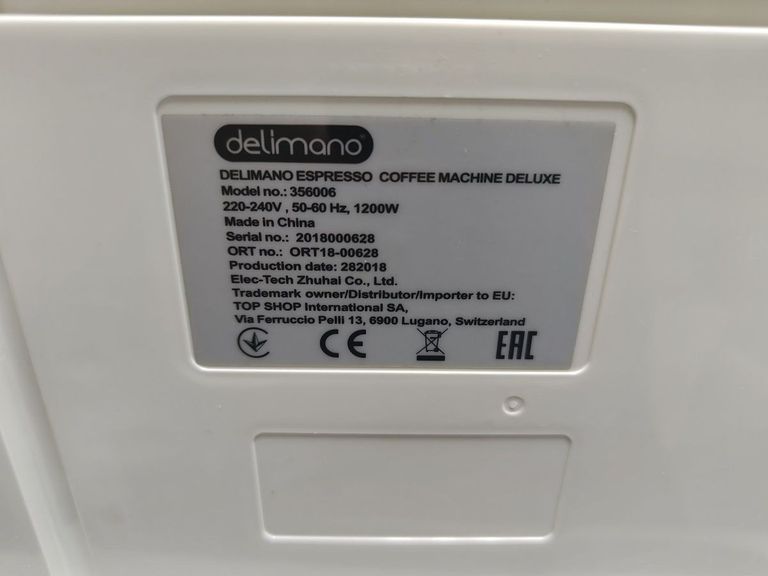 delimano
DELIMANO ESPRESSO COFFEE MACHINE DELUXE
Model no.: 356006
220-240V , 50-60 Hz, 1200W
Made in China
Serial no.: 2018000628
ORT no.: ORT18-00628
Production date: 282018
Elec-Tech Zhuhai Co., Ltd.
Trademark owner/Distributor/Importer to EU:
TOP SHOP International SA,
Via Ferruccio Pelli 13, 6900 Lugano, Switzerland
CE EAC